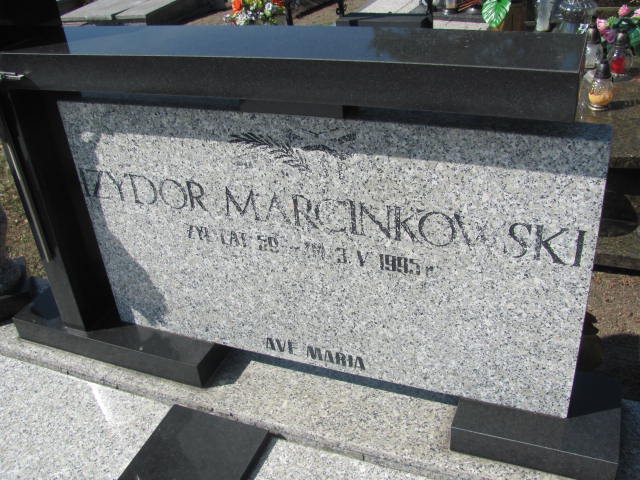 IZYDOR MARCINKOWSKI
ŻYŁ LAT ZM. 3 V 1995 R.
AVE MARIA